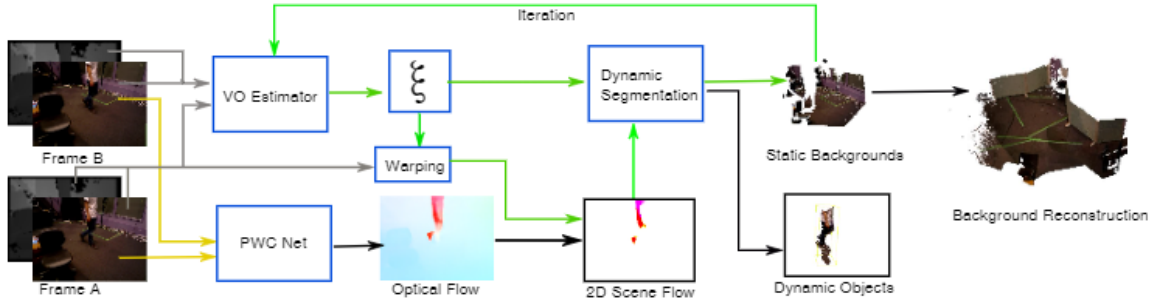 Iteration
VO Estimator
ξ
Dynamic
Segmentation
Frame B
Warping
Static Backgrounds
PWC Net
Background Reconstruction
Frame A
Optical Flow
2D Scene Flow
Dynamic Objects